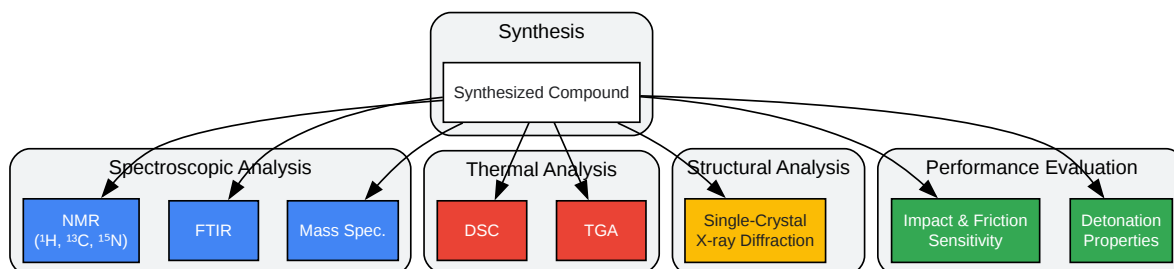 Synthesis
Synthesized Compound
Spectroscopic Analysis
Thermal Analysis
Structural Analysis
Performance Evaluation
NMR
(¹H, ¹³C, ¹⁵N)
FTIR
Mass Spec.
DSC
TGA
Single-Crystal
X-ray Diffraction
Impact & Friction
Sensitivity
Detonation
Properties